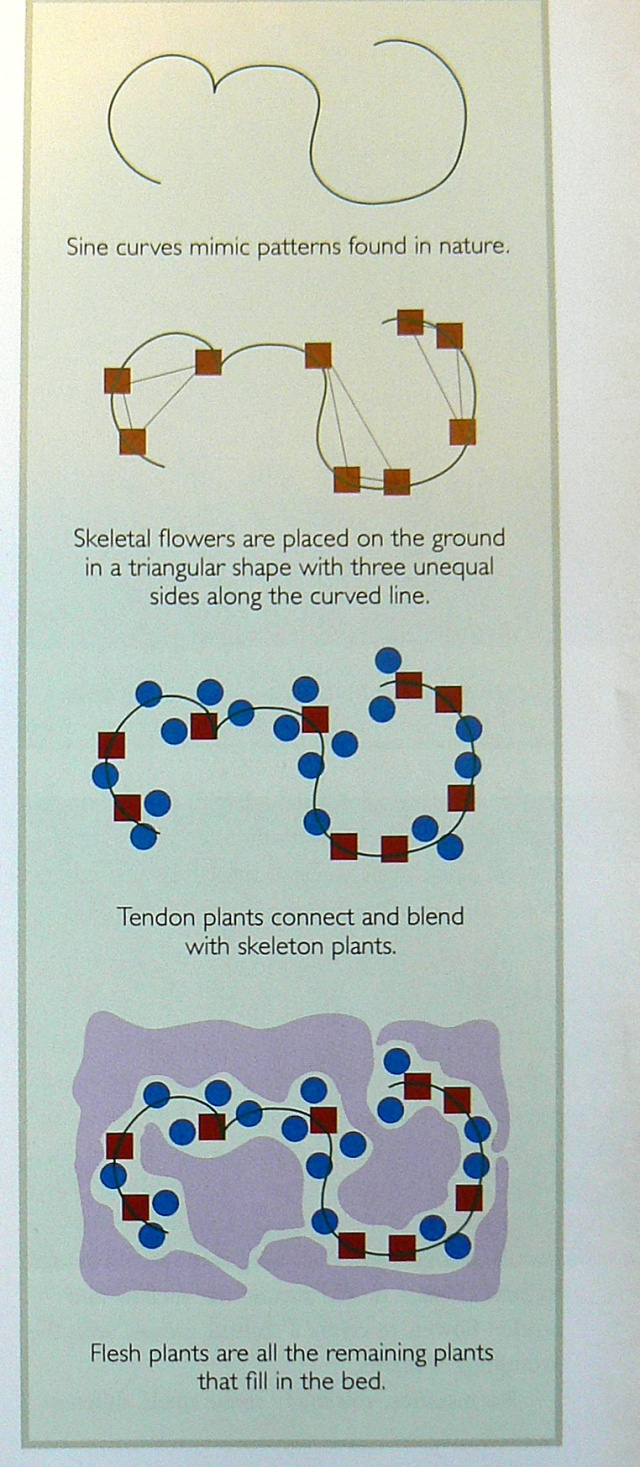 Sine curves mimic patterns found in nature.
Skeletal flowers are placed on the ground
in a triangular shape with three unequal
sides along the curved line.
Tendon plants connect and blend
with skeleton plants.
Flesh plants are all the remaining plants
that fill in the bed.